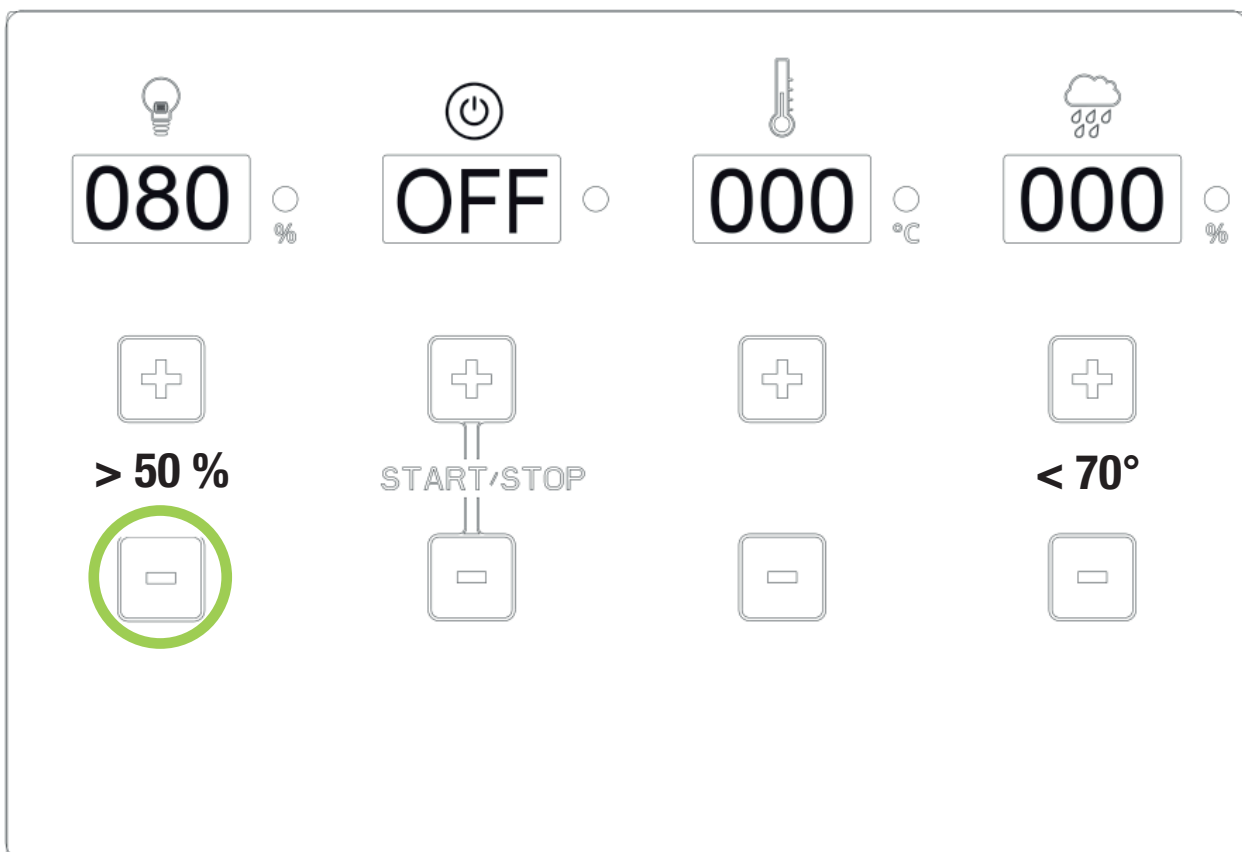 080 % OFF 000 °C 000 %
+ + + +
> 50 % START/STOP < 70°
- - - -